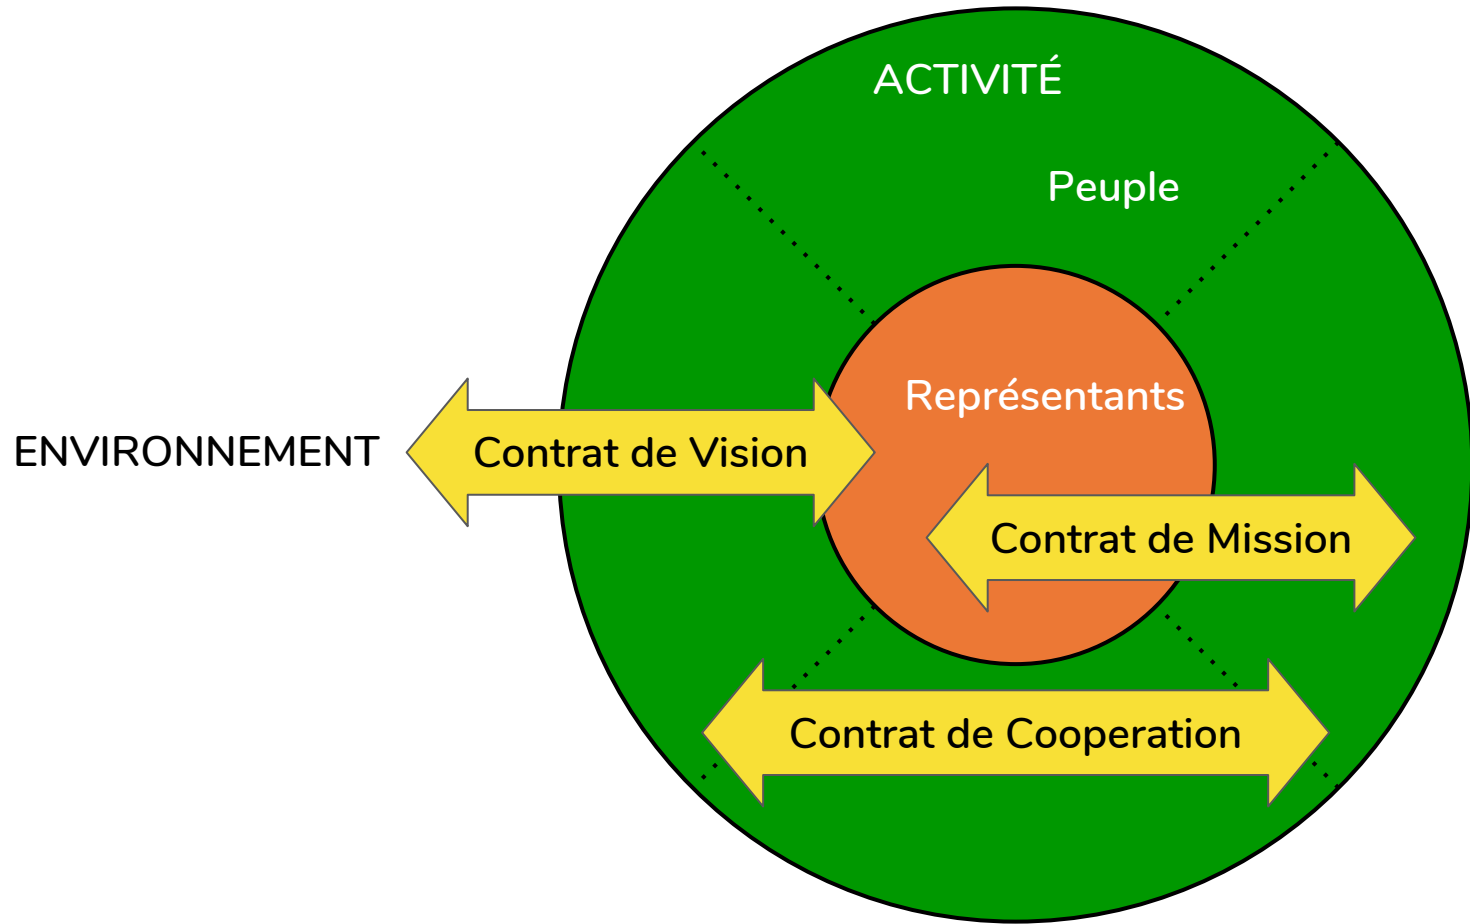 ACTIVITÉ
Peuple
Représentants
ENVIRONNEMENT
Contrat de Vision
Contrat de Mission
Contrat de Cooperation